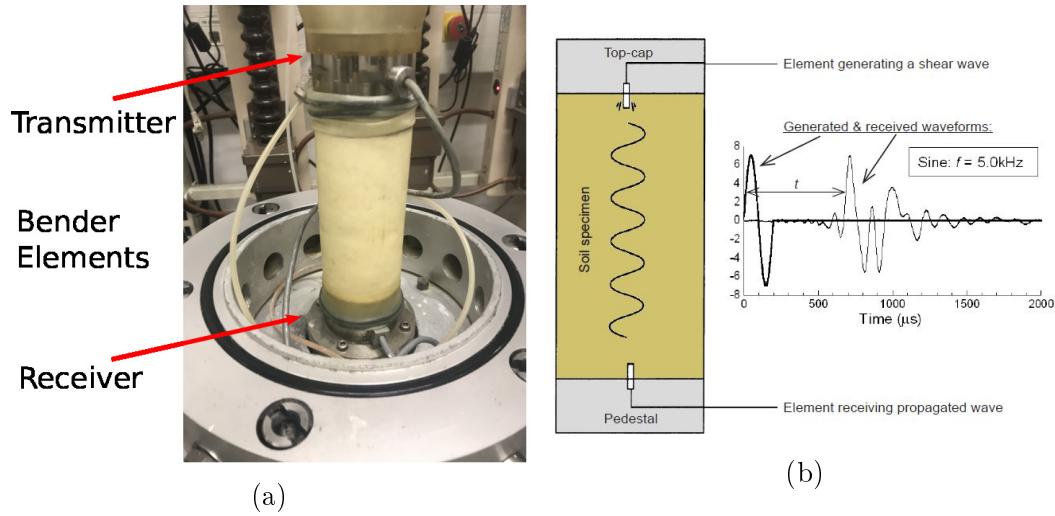 Transmitter
Bender
Elements
Receiver
(a)
Top-cap
Soil specimen
Pedestal
Element generating a shear wave
Generated & received waveforms:
Sine: f = 5.0kHz
t
8
6
4
2
0
-2
-4
-6
-8
0 500 1000 1500 2000
Time (μs)
Element receiving propagated wave
(b)